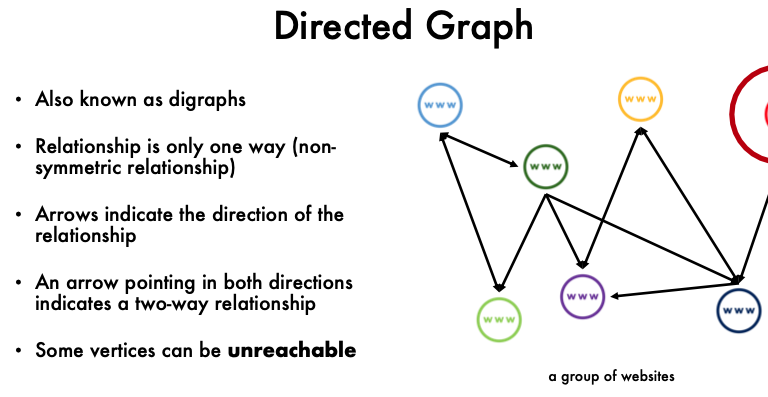 Directed Graph
• Also known as digraphs
• Relationship is only one way (non-
symmetric relationship)
• Arrows indicate the direction of the
relationship
• An arrow pointing in both directions
indicates a two-way relationship
• Some vertices can be unreachable
www
www
www
www
www
www
a group of websites